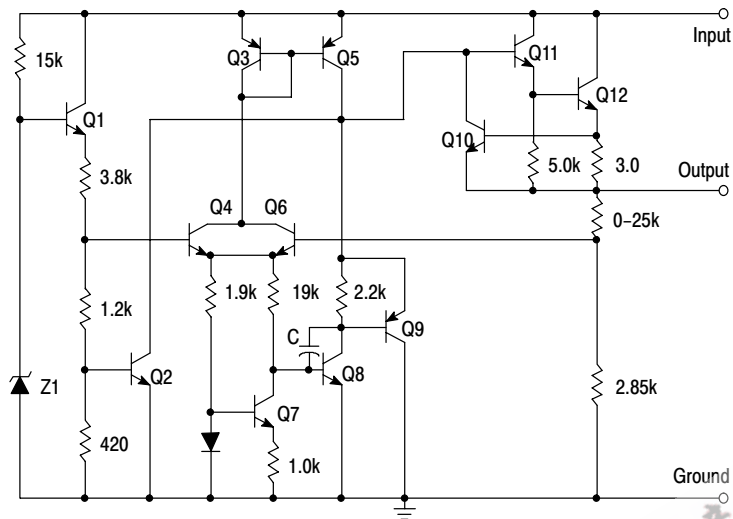 Input
15k
Q3
Q5
Q11
Q12
Q1
Q10
3.8k
5.0k
3.0
Output
Q4
Q6
0–25k
1.2k
1.9k
19k
2.2k
C
Q9
Z1
Q2
Q8
2.85k
Q7
420
1.0k
Ground